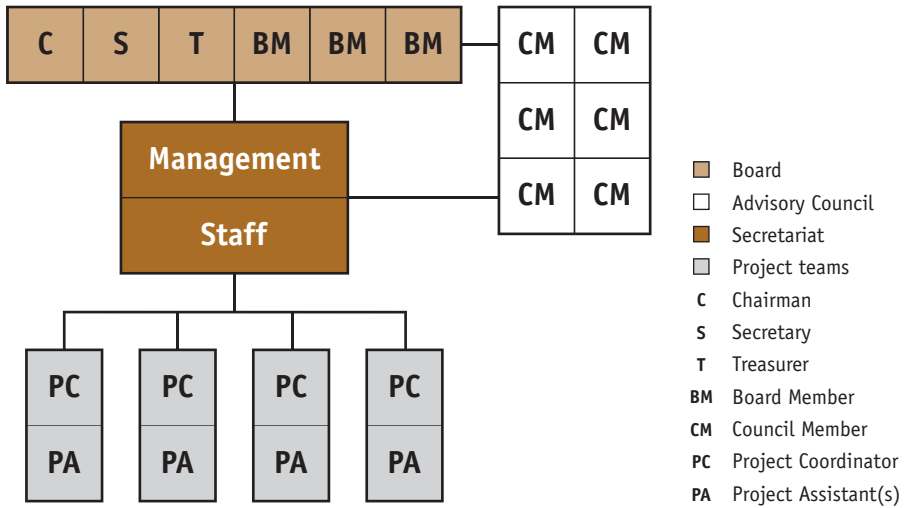 C S T BM BM BM
CM CM
CM CM
CM CM
Management
Staff
PC PC PC PC
PA PA PA PA
Board
Advisory Council
Secretariat
Project teams
C Chairman
S Secretary
T Treasurer
BM Board Member
CM Council Member
PC Project Coordinator
PA Project Assistant(s)